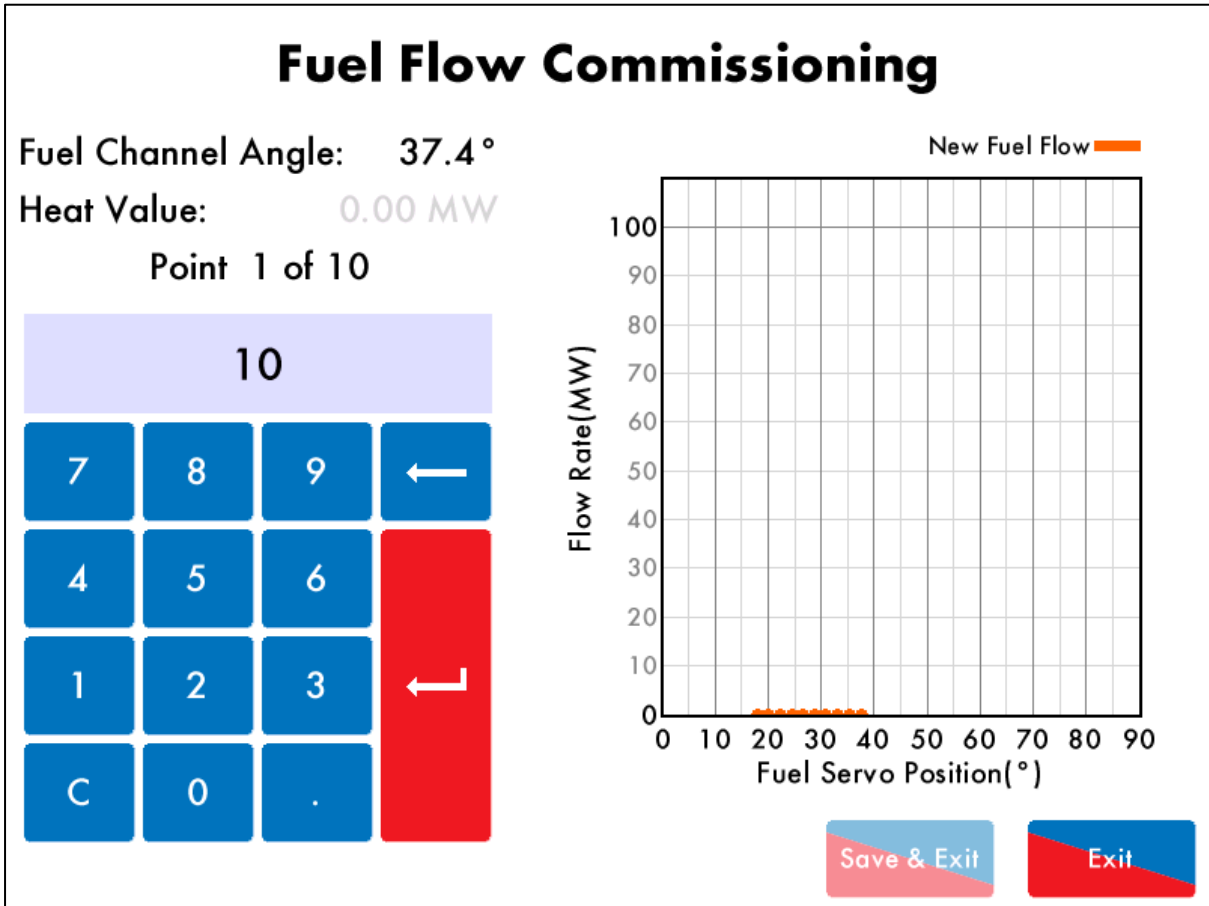 Fuel Flow Commissioning
Fuel Channel Angle: 37.4°
Heat Value: 0.00 MW
Point 1 of 10
10
7 8 9 ←
4 5 6
1 2 3 ↵
C 0 .
New Fuel Flow
Flow Rate(MW)
100
90
80
70
60
50
40
30
20
10
0
0 10 20 30 40 50 60 70 80 90
Fuel Servo Position(°)
Save & Exit
Exit